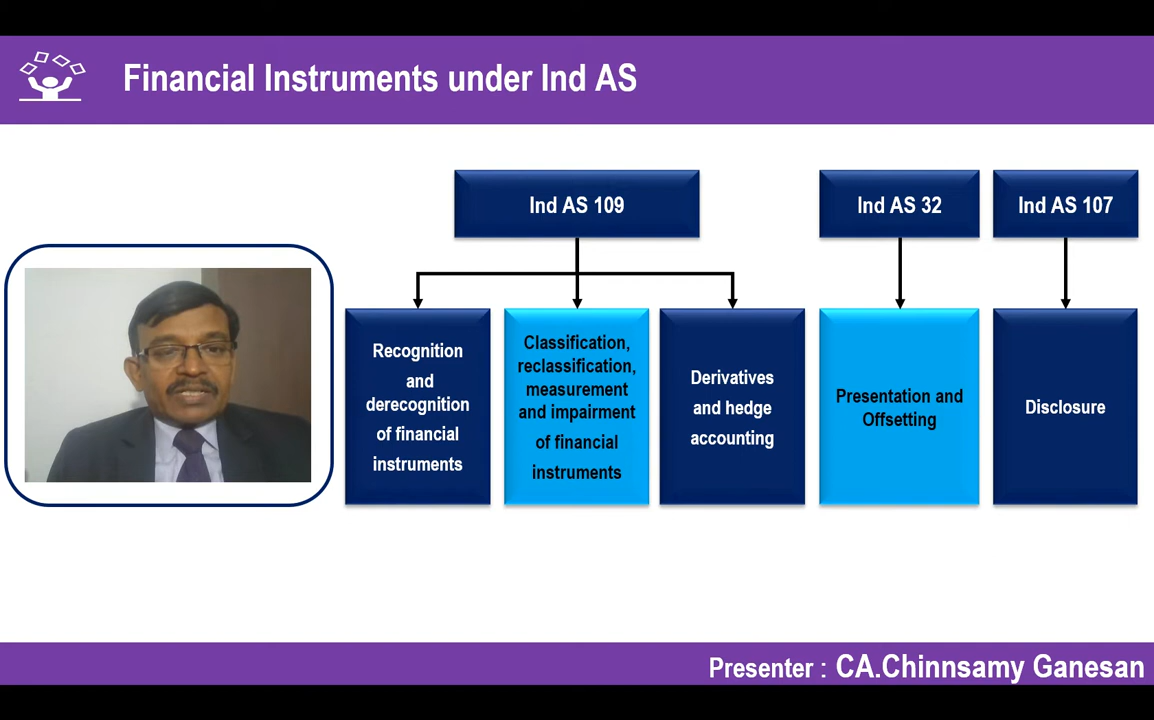 Financial Instruments under Ind AS
Ind AS 109
Ind AS 32
Ind AS 107
Recognition
and
derecognition
of financial
instruments
Classification,
reclassification,
measurement
and impairment
of financial
instruments
Derivatives
and hedge
accounting
Presentation and
Offsetting
Disclosure
Presenter : CA.Chinnsamy Ganesan